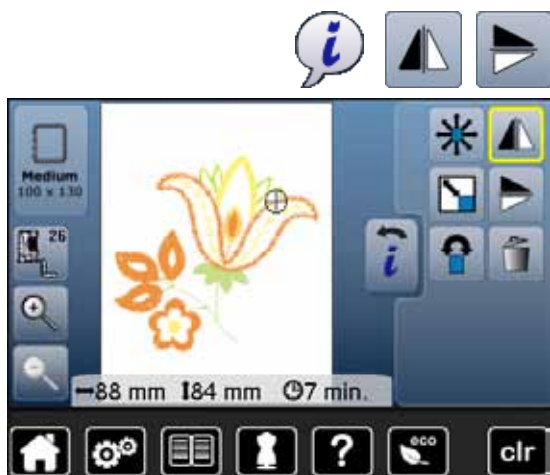 i
Medium
100 x 130
26
i
88 mm 84 mm 7 min.
? eco clr